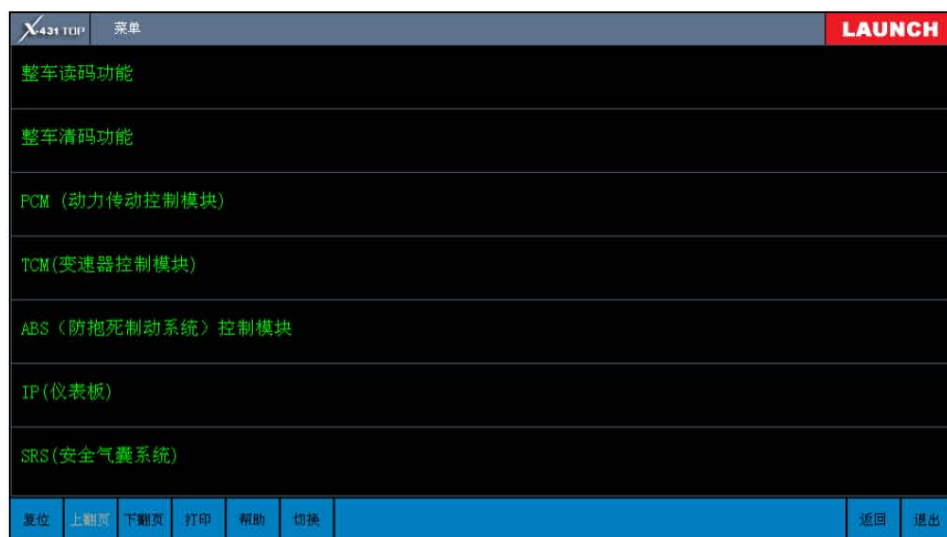 X-431 TOP 菜单 LAUNCH
整车读码功能
整车清码功能
PCM (动力传动控制模块)
TCM(变速器控制模块)
ABS（防抱死制动系统）控制模块
IP(仪表板)
SRS(安全气囊系统)
复位 上翻页 下翻页 打印 帮助 切换 返回 退出